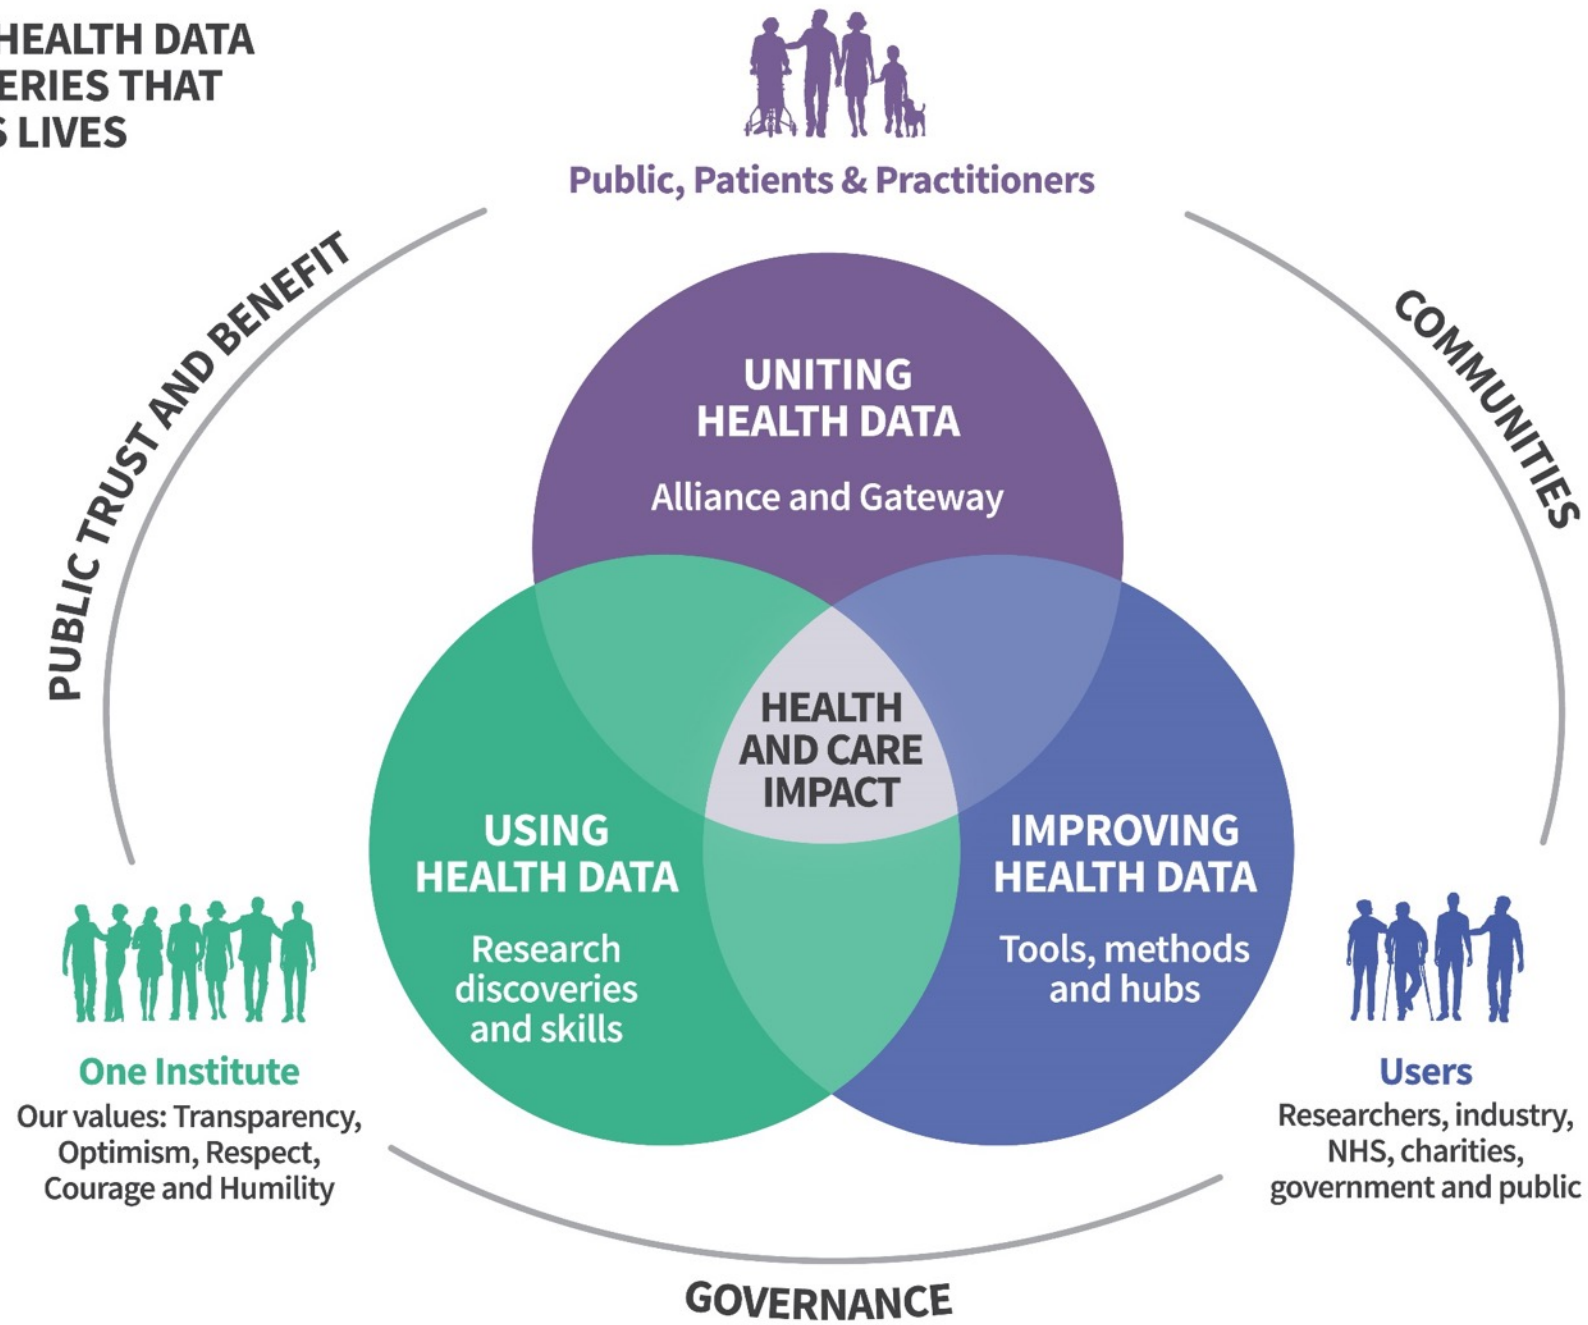 HEALTH DATA
ERIES THAT
S LIVES
Public, Patients & Practitioners
PUBLIC TRUST AND BENEFIT
COMMUNITIES
UNITING
HEALTH DATA
Alliance and Gateway
HEALTH
AND CARE
IMPACT
USING
HEALTH DATA
Research
discoveries
and skills
IMPROVING
HEALTH DATA
Tools, methods
and hubs
One Institute
Our values: Transparency,
Optimism, Respect,
Courage and Humility
Users
Researchers, industry,
NHS, charities,
government and public
GOVERNANCE